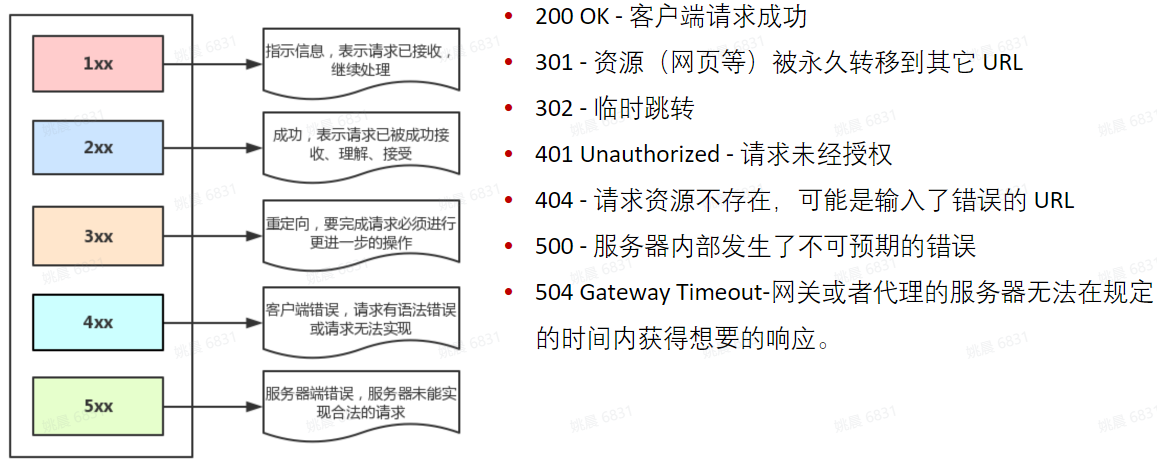 1xx
指示信息，表示请求已接收，
继续处理
2xx
成功，表示请求已被成功接
收、理解、接受
3xx
重定向，要完成请求必须进行
更进一步的操作
4xx
客户端错误，请求有语法错误
或请求无法实现
5xx
服务器端错误，服务器未能实
现合法的请求
• 200 OK - 客户端请求成功
• 301 - 资源（网页等）被永久转移到其它 URL
• 302 - 临时跳转
• 401 Unauthorized - 请求未经授权
• 404 - 请求资源不存在，可能是输入了错误的 URL
• 500 - 服务器内部发生了不可预期的错误
• 504 Gateway Timeout-网关或者代理的服务器无法在规定
的时间内获得想要的响应。
姚晨 6831